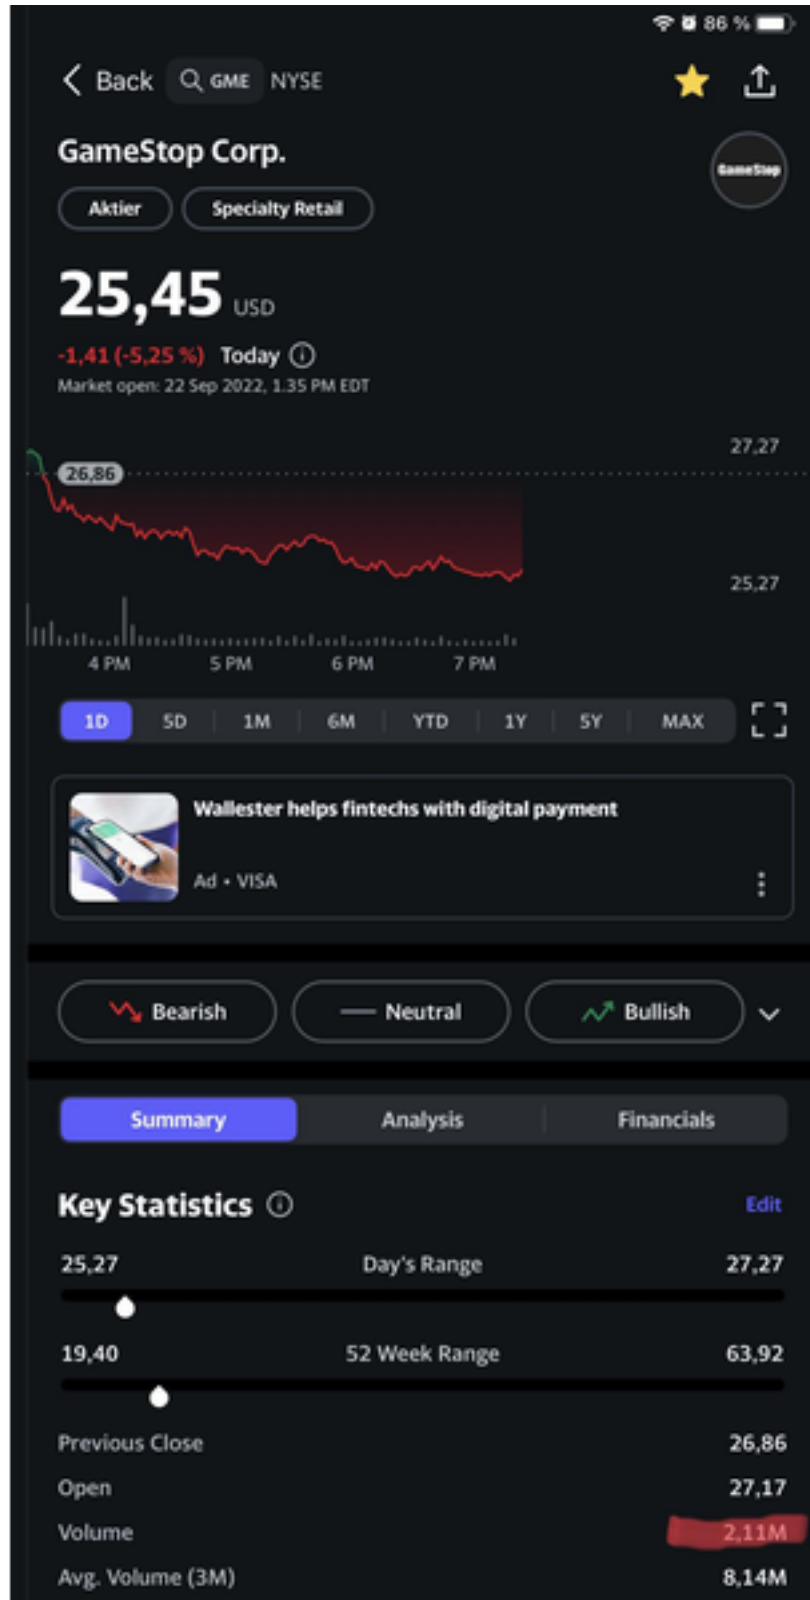 86 %
Back GME NYSE
GameStop Corp.
GameStop
Aktier Specialty Retail
25,45 USD
-1,41 (-5,25 %) Today
Market open: 22 Sep 2022, 1.35 PM EDT
27,27
26,86
25,27
4 PM 5 PM 6 PM 7 PM
1D 5D 1M 6M YTD 1Y 5Y MAX
Wallester helps fintechs with digital payment
Ad • VISA
Bearish Neutral Bullish
Summary Analysis Financials
Key Statistics Edit
25,27 Day's Range 27,27
19,40 52 Week Range 63,92
Previous Close 26,86
Open 27,17
Volume 2,11M
Avg. Volume (3M) 8,14M